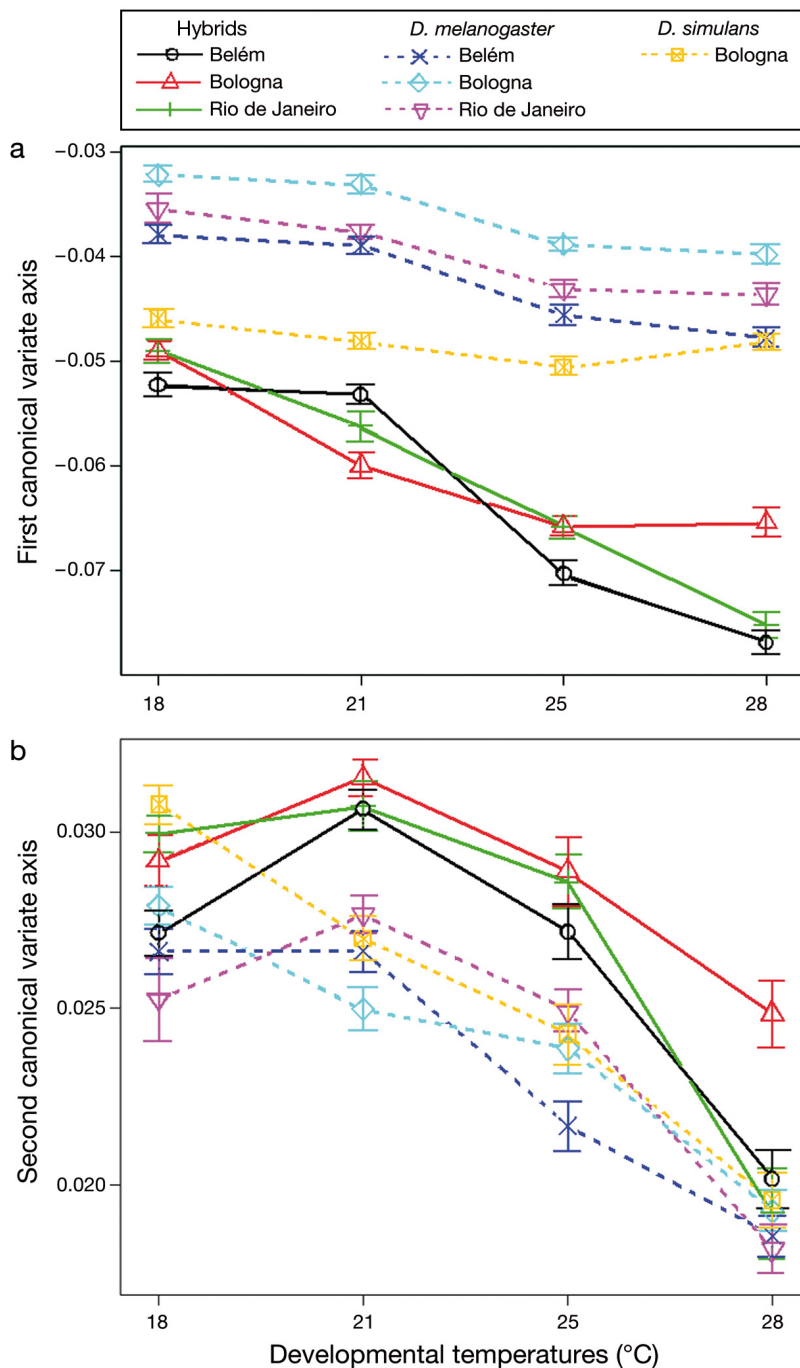 Hybrids D. melanogaster D. simulans
Belém Belém Bologna
Bologna Bologna
Rio de Janeiro Rio de Janeiro
a
First canonical variate axis
−0.03
−0.04
−0.05
−0.06
−0.07
18 21 25 28
b
Second canonical variate axis
0.030
0.025
0.020
18 21 25 28
Developmental temperatures (°C)